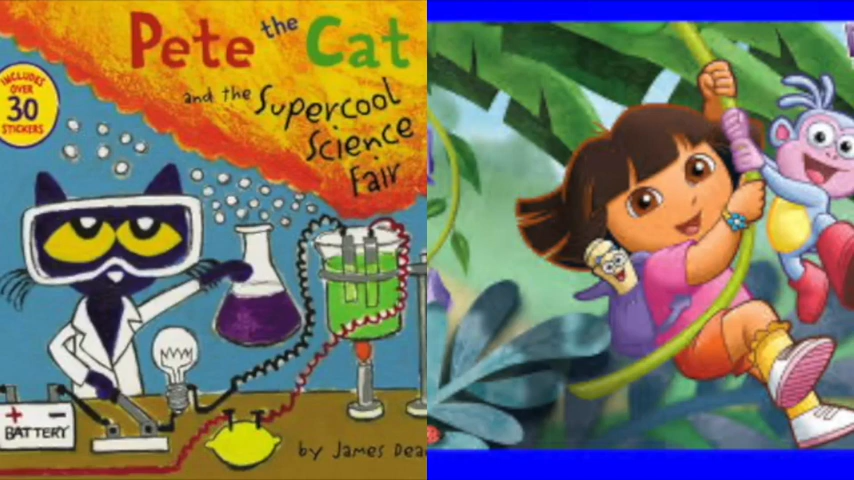 Pete the Cat
and the Supercool
Science
Fair
INCLUDES
OVER
30
STICKERS
+ −
BATTERY
by James Dea